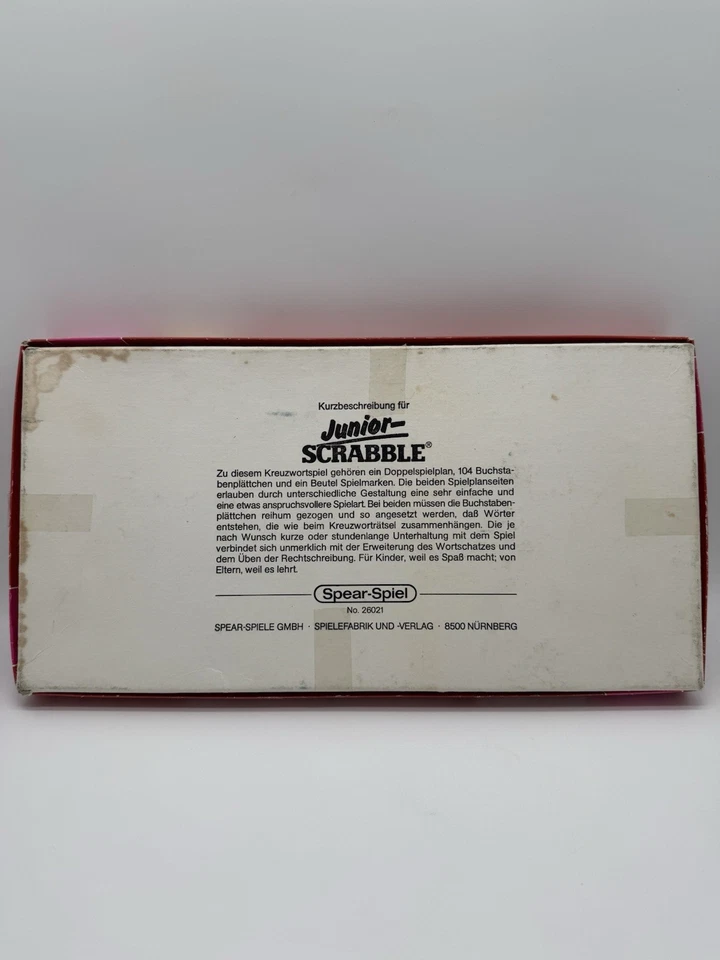 Kurzbeschreibung für
Junior-
SCRABBLE®
Zu diesem Kreuzwortspiel gehören ein Doppelspielplan, 104 Buchsta-
benplättchen und ein Beutel Spielmarken. Die beiden Spielplanseiten
erlauben durch unterschiedliche Gestaltung eine sehr einfache und
eine etwas anspruchsvollere Spielart. Bei beiden müssen die Buchstaben-
plättchen reihum gezogen und so angesetzt werden, daß Wörter
entstehen, die wie beim Kreuzworträtsel zusammenhängen. Die je
nach Wunsch kurze oder stundenlange Unterhaltung mit dem Spiel
verbindet sich unmerklich mit der Erweiterung des Wortschatzes und
dem Üben der Rechtschreibung. Für Kinder, weil es Spaß macht; von
Eltern, weil es lehrt.
Spear-Spiel
No. 26021
SPEAR-SPIELE GMBH · SPIELEFABRIK UND -VERLAG · 8500 NÜRNBERG